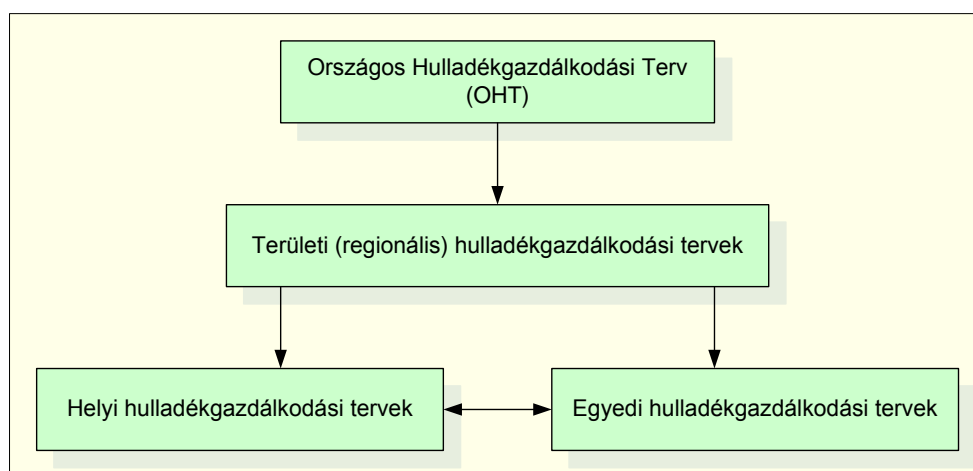 Országos Hulladékgazdálkodási Terv
(OHT)
Területi (regionális) hulladékgazdálkodási tervek
Helyi hulladékgazdálkodási tervek
Egyedi hulladékgazdálkodási tervek